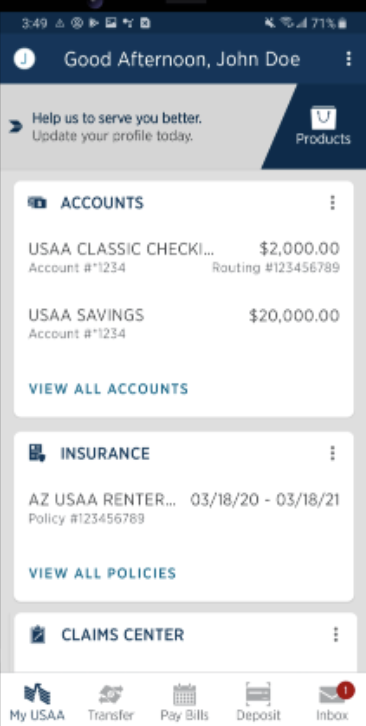 3:49 71%
J Good Afternoon, John Doe
Help us to serve you better.
Update your profile today.
Products
ACCOUNTS
USAA CLASSIC CHECKI... $2,000.00
Account #*1234 Routing #123456789
USAA SAVINGS $20,000.00
Account #*1234
VIEW ALL ACCOUNTS
INSURANCE
AZ USAA RENTER... 03/18/20 - 03/18/21
Policy #123456789
VIEW ALL POLICIES
CLAIMS CENTER
1
My USAA Transfer Pay Bills Deposit Inbox